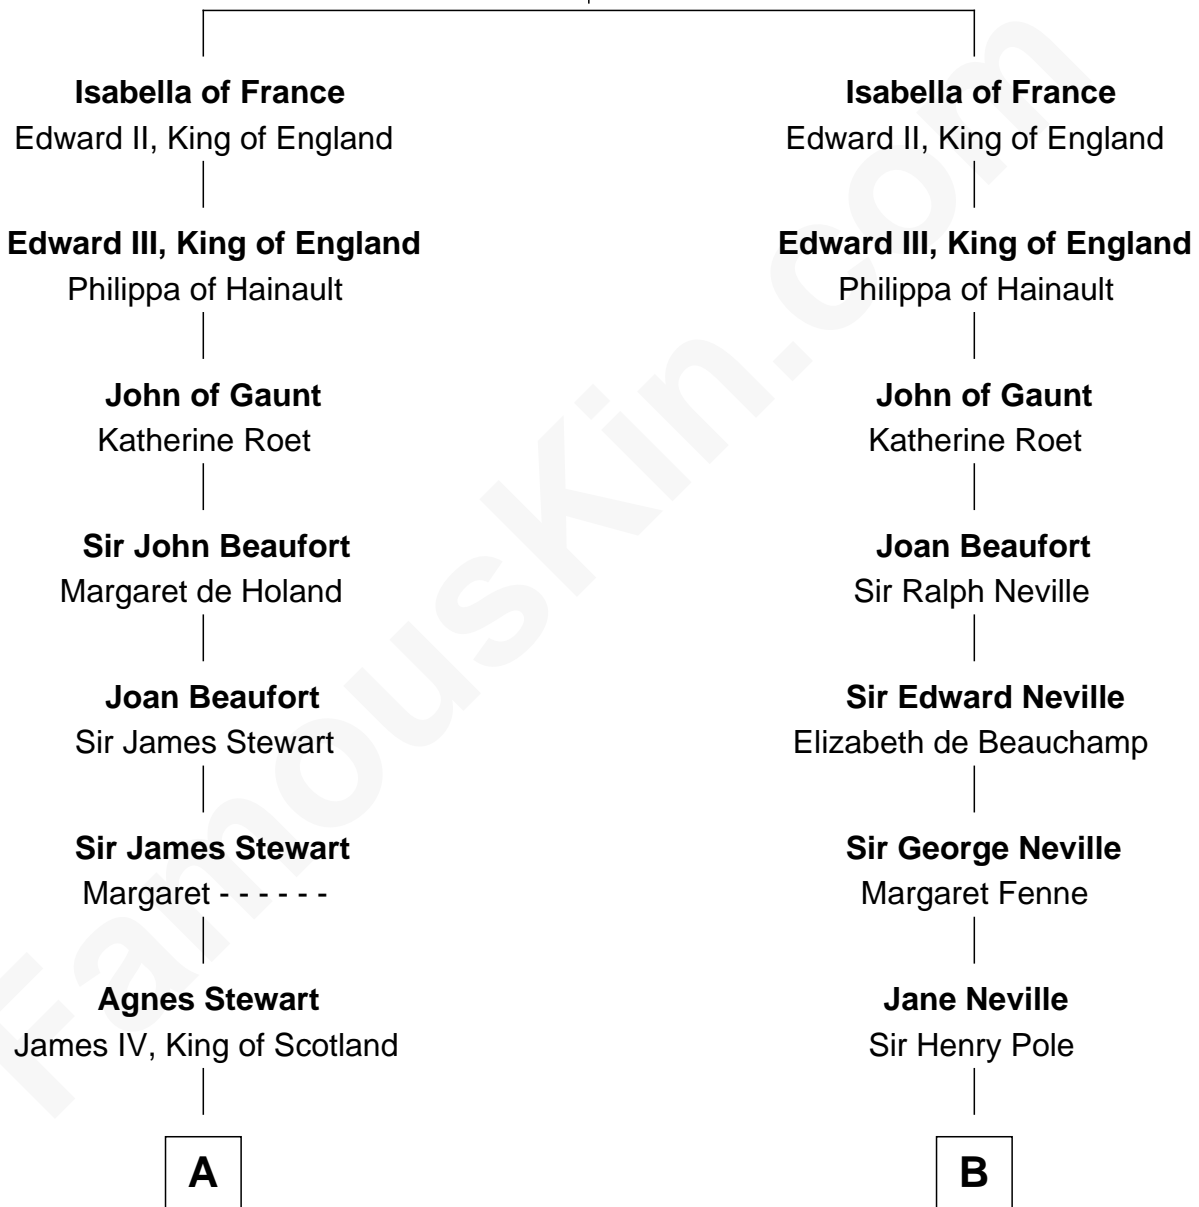 Isabella of France
Edward II, King of England
Edward III, King of England
Philippa of Hainault
John of Gaunt
Katherine Roet
Sir John Beaufort
Margaret de Holand
Joan Beaufort
Sir James Stewart
Sir James Stewart
Margaret - - - - - -
Agnes Stewart
James IV, King of Scotland
A
Isabella of France
Edward II, King of England
Edward III, King of England
Philippa of Hainault
John of Gaunt
Katherine Roet
Joan Beaufort
Sir Ralph Neville
Sir Edward Neville
Elizabeth de Beauchamp
Sir George Neville
Margaret Fenne
Jane Neville
Sir Henry Pole
B
FamousKin.com